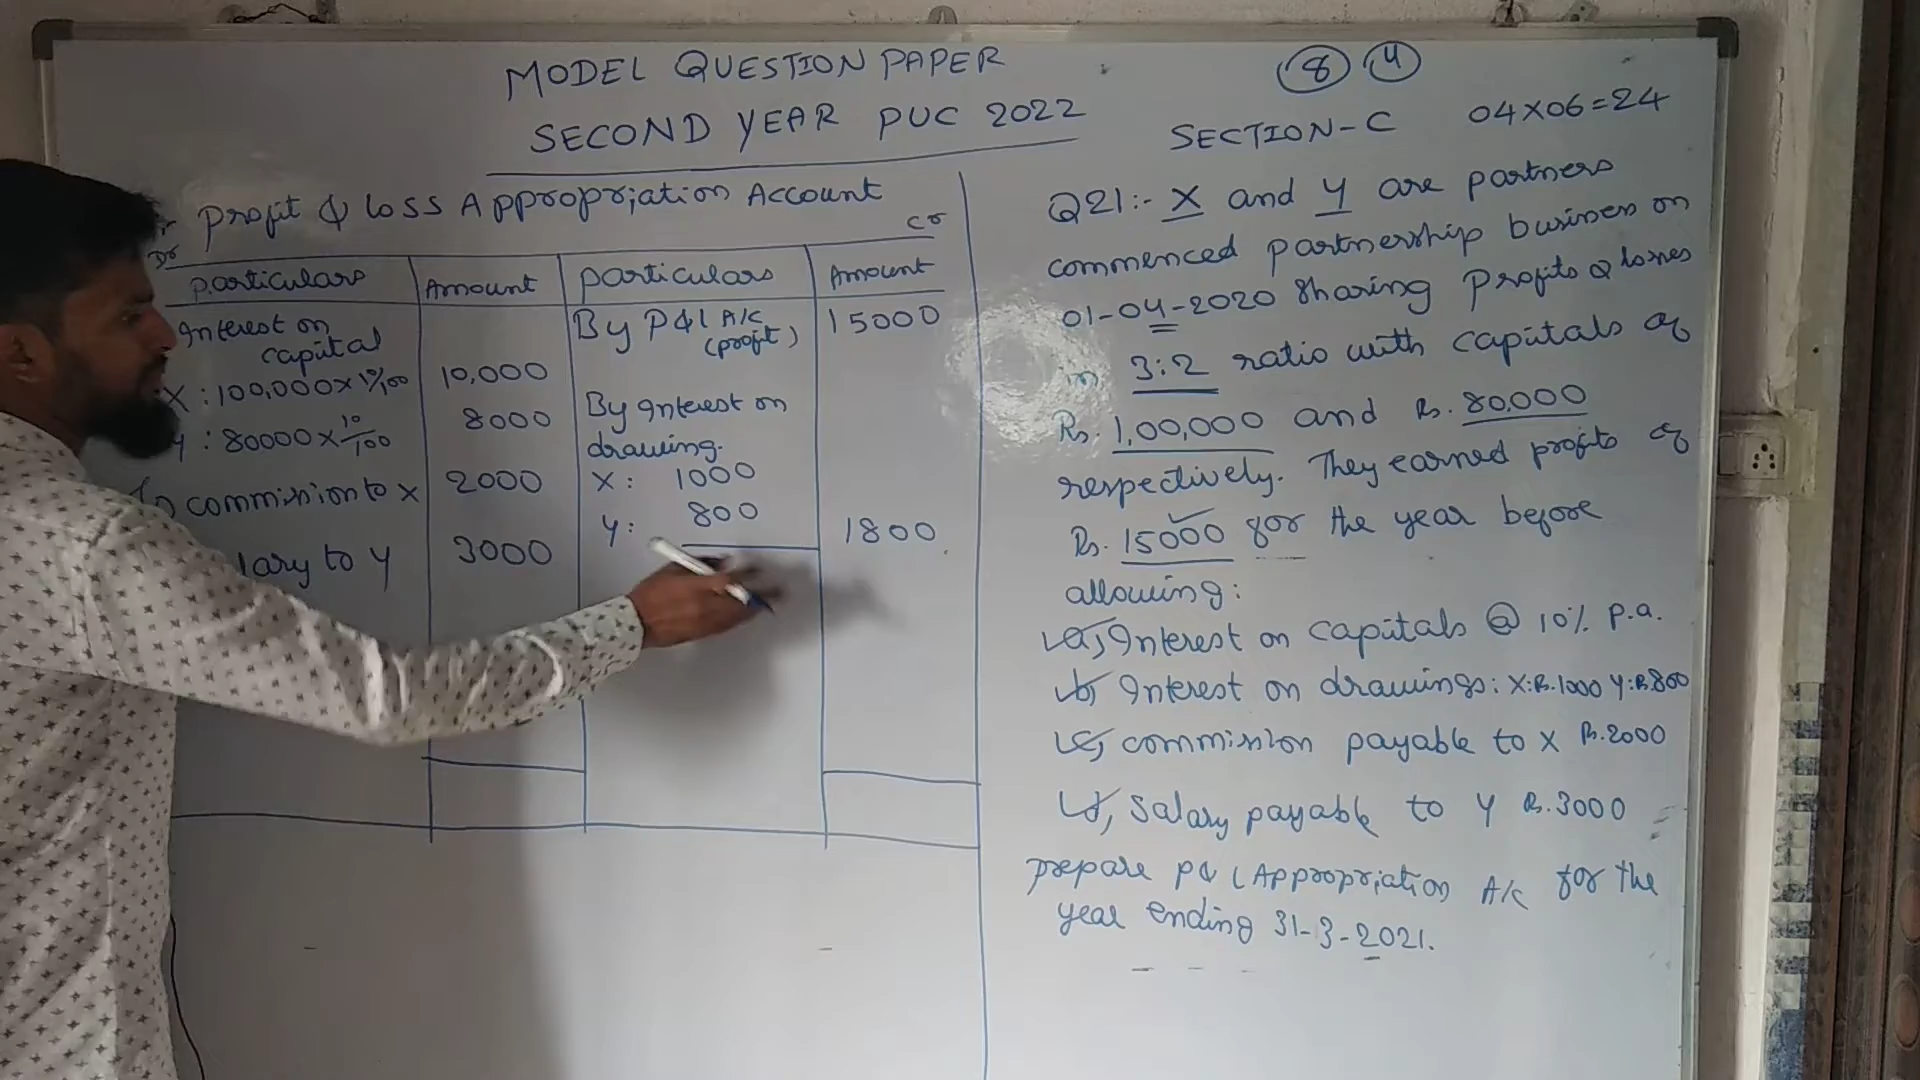 MODEL QUESTION PAPER
SECOND YEAR PUC 2022
8 4
SECTION-C 04X06=24
Profit & Loss Appropriation Account
Dr Cr
Particulars Amount Particulars Amount
Interest on
capital
X : 100,000 X 10/100 10,000
Y : 80000 X 10/100 8000
To commission to X 2000
lary to Y 3000
By P&L A/c
(profit) 15000
By Interest on
drawing.
X: 1000
Y: 800 1800
Q21:- X and Y are partners
commenced partnership business on
01-04-2020 Sharing Profits & losses
in 3:2 ratio with capitals of
Rs. 1,00,000 and Rs. 80,000
respectively. They earned profits of
Rs. 15000 for the year before
allowing:
a, Interest on capitals @ 10% p.a.
b, Interest on drawings: X:Rs.1000 Y:Rs800
c, commission payable to X Rs.2000
d, Salary payable to Y Rs.3000
prepare P&L Appropriation A/c for the
year ending 31-3-2021.